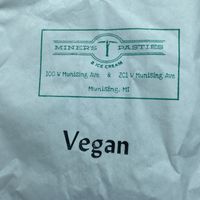 MINER'S PASTIES
& ICE CREAM
100 W Munising Ave & 201 W Munising Ave
Munising, MI
Vegan